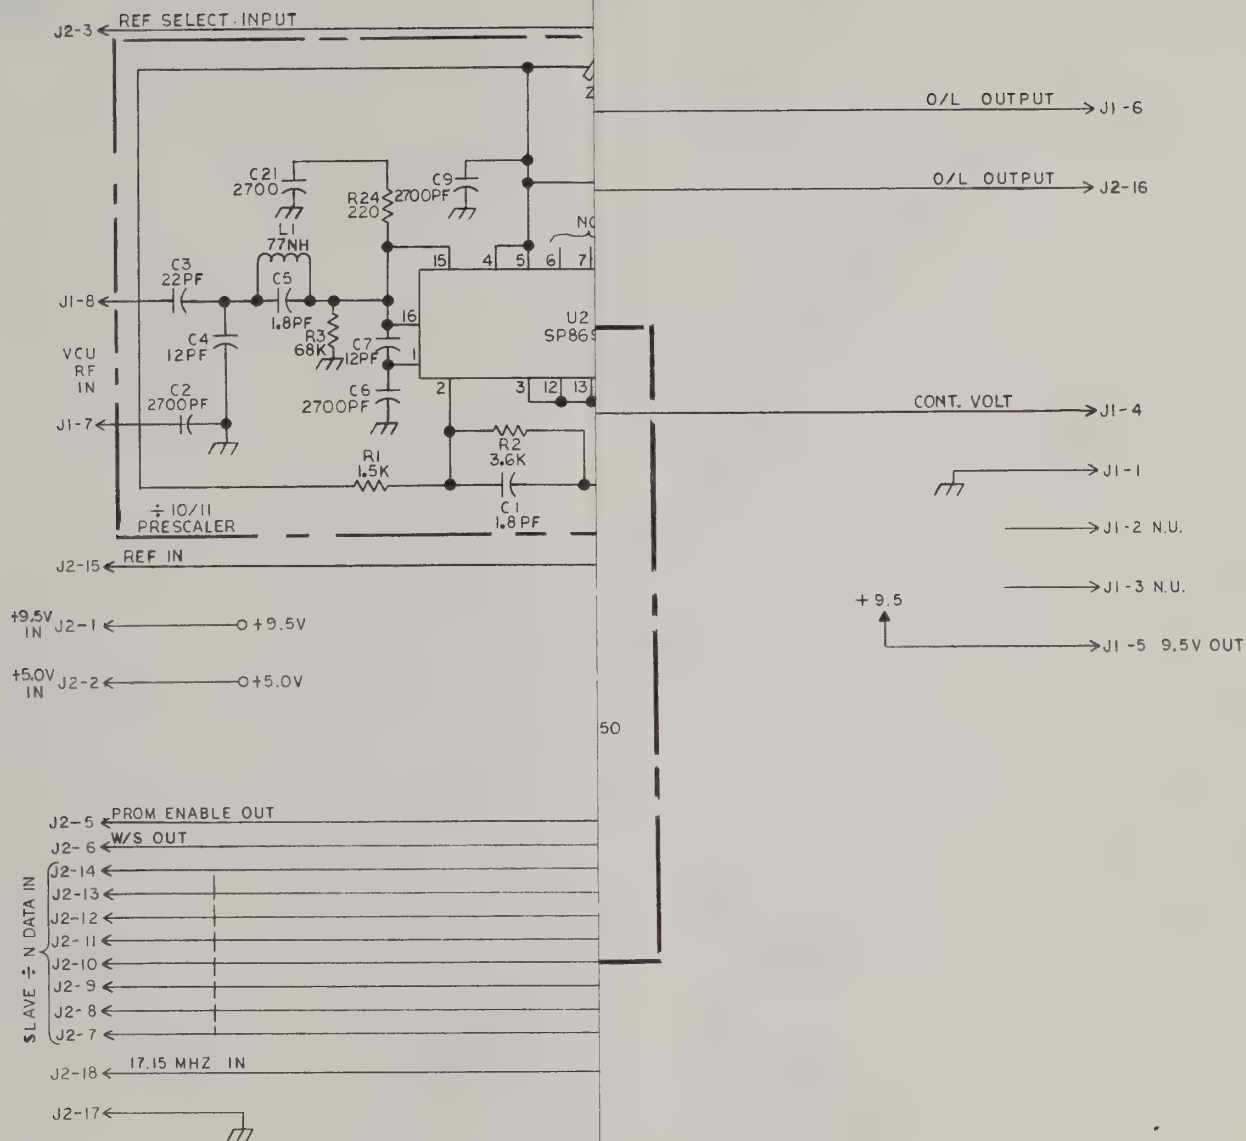 J2-3 REF SELECT INPUT
Z
O/L OUTPUT J1-6
O/L OUTPUT J2-16
C21
2700
R24
220
C9
2700PF
L1
77NH
NC
15 4 5 6 7
C3
22PF
C5
1.8PF
J1-8
16
U2
SP869
C4
12PF
R3
68K
C7
12PF
1
VCU
RF
IN
C2
2700PF
C6
2700PF
2 3 12 13
CONT. VOLT J1-4
J1-7
R1
1.5K
R2
3.6K
C1
1.8PF
J1-1
÷ 10/11
PRESCALER
J1-2 N.U.
J2-15 REF IN
J1-3 N.U.
+9.5
+9.5V
IN J2-1 +9.5V
J1-5 9.5V OUT
+5.0V
IN J2-2 +5.0V
50
J2-5 PROM ENABLE OUT
J2-6 W/S OUT
SLAVE ÷ N DATA IN
J2-14
J2-13
J2-12
J2-11
J2-10
J2-9
J2-8
J2-7
J2-18 17.15 MHZ IN
J2-17